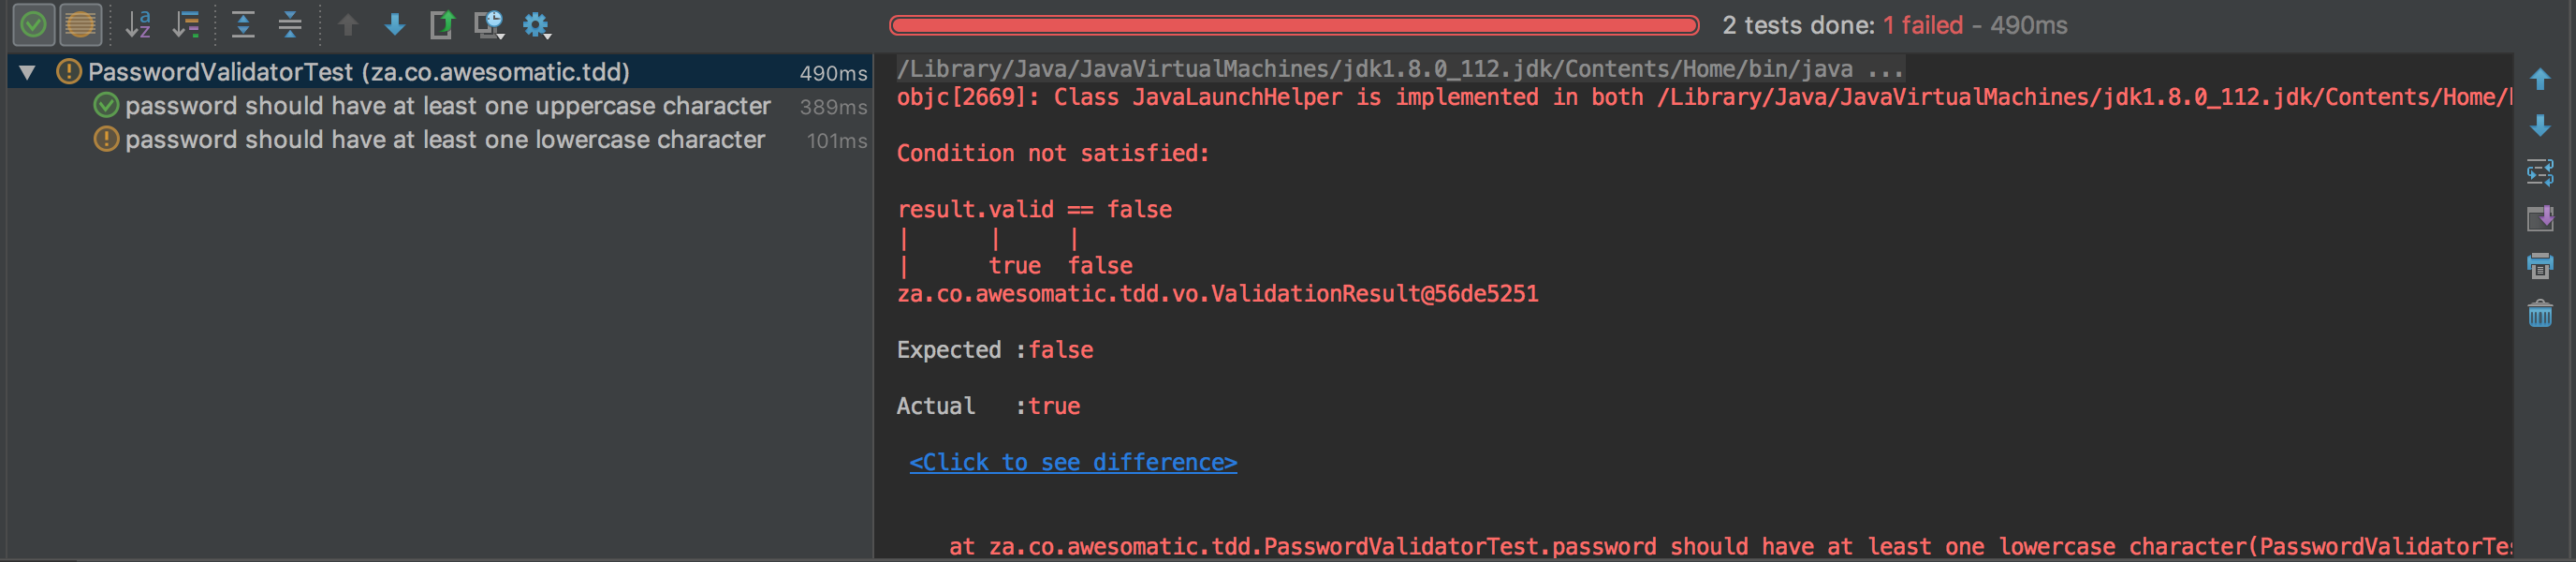 2 tests done: 1 failed - 490ms
PasswordValidatorTest (za.co.awesomatic.tdd) 490ms
password should have at least one uppercase character 389ms
password should have at least one lowercase character 101ms
/Library/Java/JavaVirtualMachines/jdk1.8.0_112.jdk/Contents/Home/bin/java ...
objc[2669]: Class JavaLaunchHelper is implemented in both /Library/Java/JavaVirtualMachines/jdk1.8.0_112.jdk/Contents/Home/
Condition not satisfied:
result.valid == false
|      |     |
|      true  false
za.co.awesomatic.tdd.vo.ValidationResult@56de5251
Expected :false
Actual   :true
<Click to see difference>
at za.co.awesomatic.tdd.PasswordValidatorTest.password should have at least one lowercase character(PasswordValidatorTe